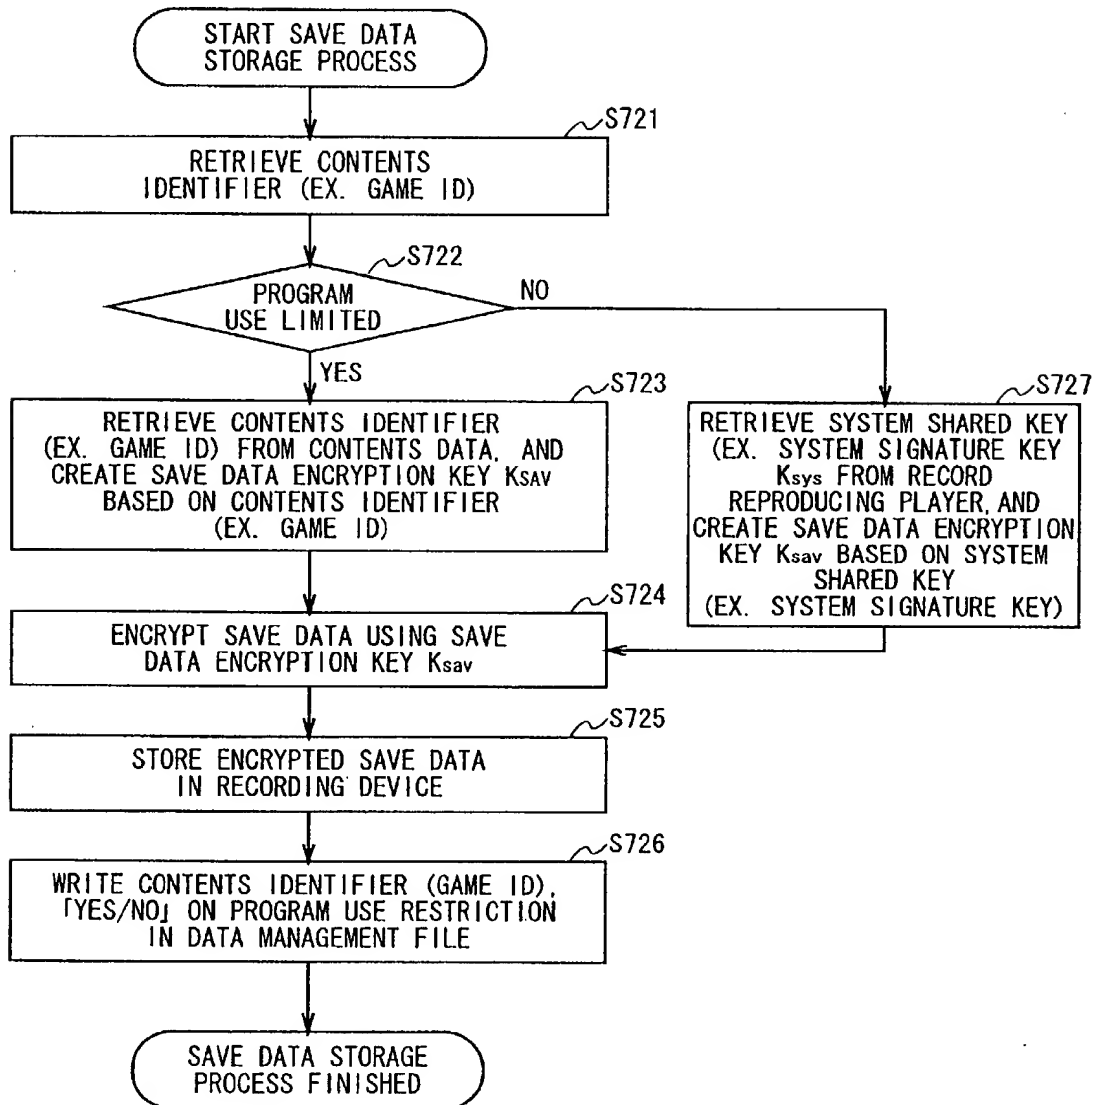 START SAVE DATA
STORAGE PROCESS
S721
RETRIEVE CONTENTS
IDENTIFIER (EX. GAME ID)
S722
PROGRAM
USE LIMITED
NO
YES
S723
RETRIEVE CONTENTS IDENTIFIER
(EX. GAME ID) FROM CONTENTS DATA, AND
CREATE SAVE DATA ENCRYPTION KEY KSAV
BASED ON CONTENTS IDENTIFIER
(EX. GAME ID)
S727
RETRIEVE SYSTEM SHARED KEY
(EX. SYSTEM SIGNATURE KEY
Ksys FROM RECORD
REPRODUCING PLAYER, AND
CREATE SAVE DATA ENCRYPTION
KEY Ksav BASED ON SYSTEM
SHARED KEY
(EX. SYSTEM SIGNATURE KEY)
S724
ENCRYPT SAVE DATA USING SAVE
DATA ENCRYPTION KEY Ksav
S725
STORE ENCRYPTED SAVE DATA
IN RECORDING DEVICE
S726
WRITE CONTENTS IDENTIFIER (GAME ID),
「YES/NO」 ON PROGRAM USE RESTRICTION
IN DATA MANAGEMENT FILE
SAVE DATA STORAGE
PROCESS FINISHED